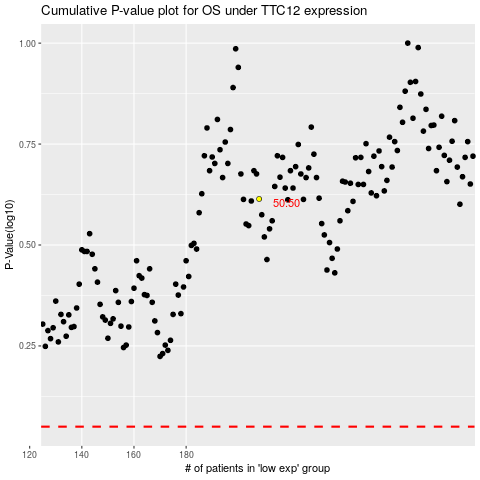 Cumulative P-value plot for OS under TTC12 expression
1.00
0.75
0.50
0.25
P-Value(log10)
50:50
120 140 160 180
# of patients in 'low exp' group